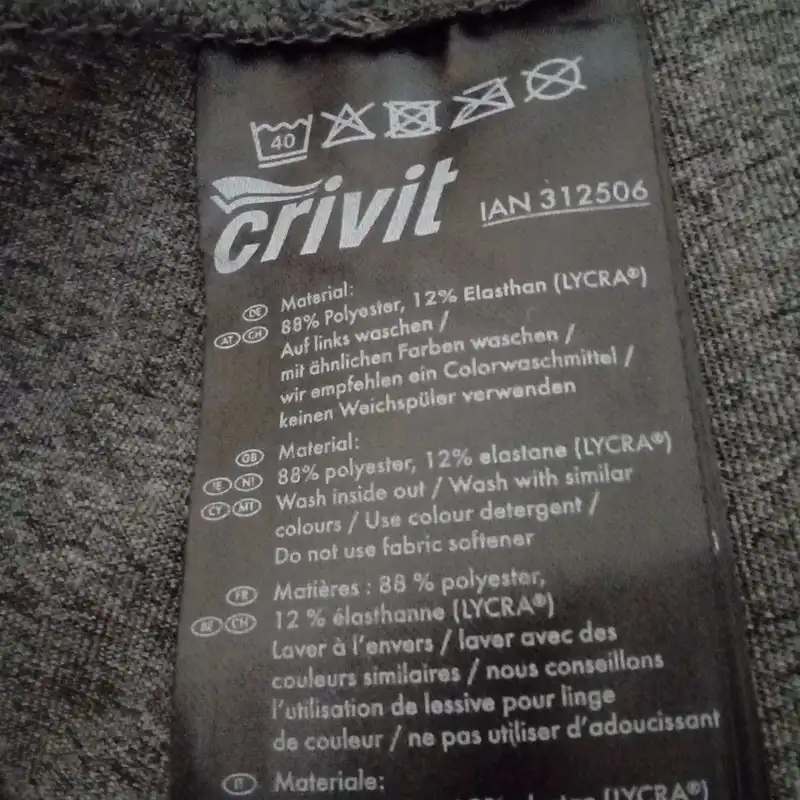 40
crivit
IAN 312506
DE Material:
AT CH 88% Polyester, 12% Elasthan (LYCRA®)
Auf links waschen /
mit ähnlichen Farben waschen /
wir empfehlen ein Colorwaschmittel /
keinen Weichspüler verwenden
GB Material:
IE NI 88% polyester, 12% elastane (LYCRA®)
CY MT Wash inside out / Wash with similar
colours / Use colour detergent /
Do not use fabric softener
FR Matières : 88 % polyester,
BE CH 12 % élasthanne (LYCRA®)
Laver à l'envers / laver avec des
couleurs similaires / nous conseillons
l'utilisation de lessive pour linge
de couleur / ne pas utiliser d'adoucissant
IT Materiale:
(LYCRA®)